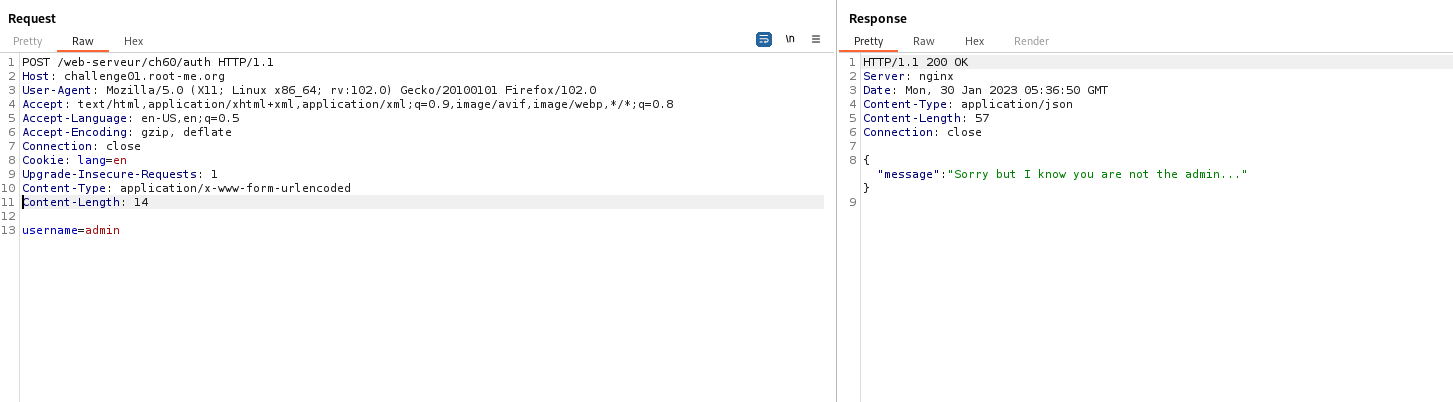 Request
Pretty Raw Hex \n
1 POST /web-serveur/ch60/auth HTTP/1.1
2 Host: challenge01.root-me.org
3 User-Agent: Mozilla/5.0 (X11; Linux x86_64; rv:102.0) Gecko/20100101 Firefox/102.0
4 Accept: text/html,application/xhtml+xml,application/xml;q=0.9,image/avif,image/webp,*/*;q=0.8
5 Accept-Language: en-US,en;q=0.5
6 Accept-Encoding: gzip, deflate
7 Connection: close
8 Cookie: lang=en
9 Upgrade-Insecure-Requests: 1
10 Content-Type: application/x-www-form-urlencoded
11 Content-Length: 14
12
13 username=admin
Response
Pretty Raw Hex Render
1 HTTP/1.1 200 OK
2 Server: nginx
3 Date: Mon, 30 Jan 2023 05:36:50 GMT
4 Content-Type: application/json
5 Content-Length: 57
6 Connection: close
7
8 {
"message":"Sorry but I know you are not the admin..."
}
9